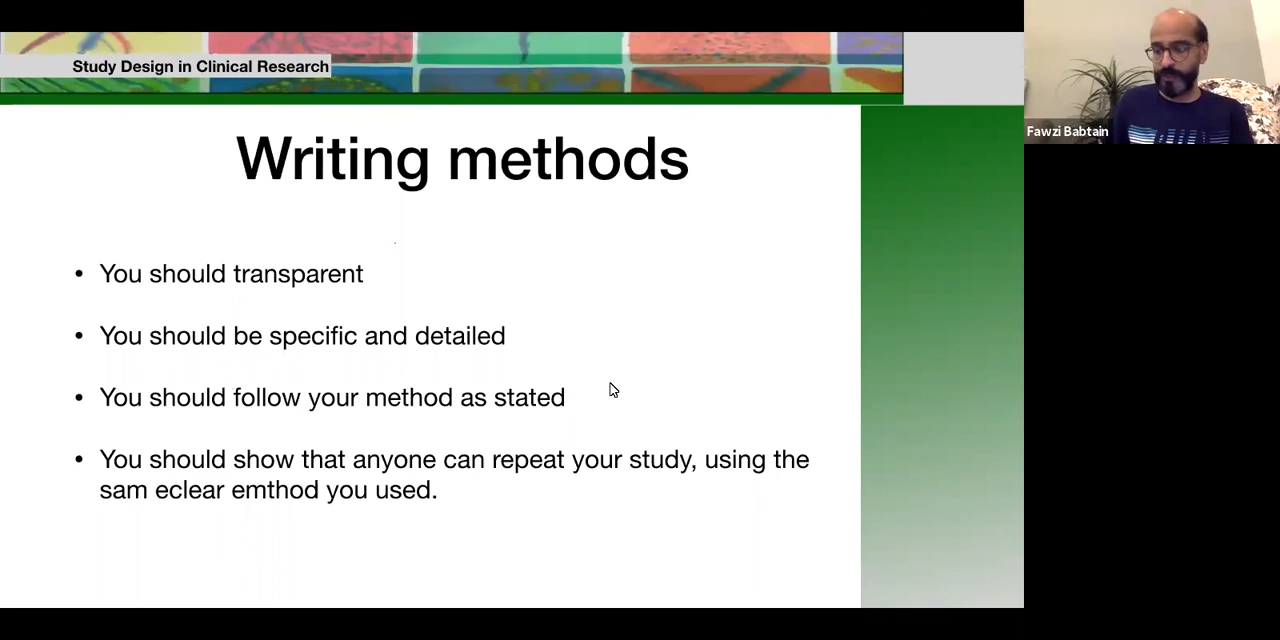 Study Design in Clinical Research
Fawzi Babtain
Writing methods
• You should transparent
• You should be specific and detailed
• You should follow your method as stated
• You should show that anyone can repeat your study, using the
sam eclear emthod you used.